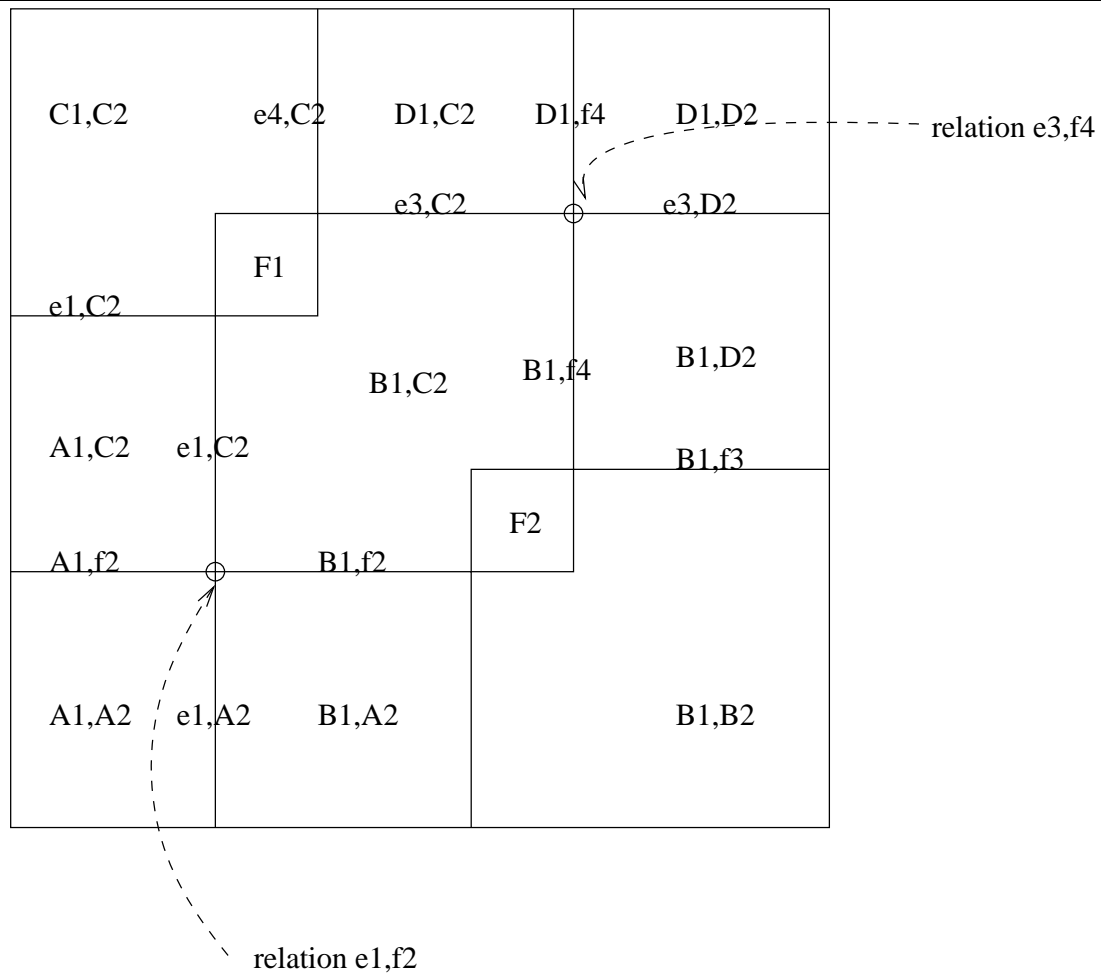 C1,C2 e4,C2 D1,C2 D1,f4 D1,D2
relation e3,f4
e3,C2 e3,D2
F1
e1,C2
B1,C2 B1,f4 B1,D2
A1,C2 e1,C2 B1,f3
F2
A1,f2 B1,f2
A1,A2 e1,A2 B1,A2 B1,B2
relation e1,f2